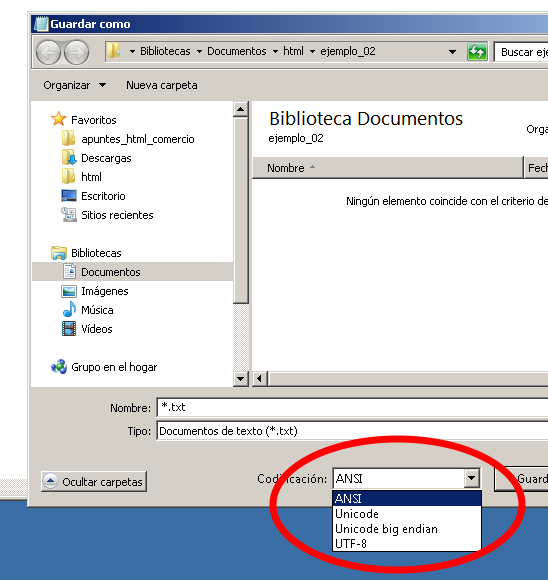 Guardar como
Bibliotecas Documentos html ejemplo_02
Buscar eje
Organizar Nueva carpeta
Favoritos
apuntes_html_comercio
Descargas
html
Escritorio
Sitios recientes
Bibliotecas
Documentos
Imágenes
Música
Vídeos
Grupo en el hogar
Biblioteca Documentos
ejemplo_02
Orga
Nombre
Fech
Ningún elemento coincide con el criterio de
Nombre: *.txt
Tipo: Documentos de texto (*.txt)
Ocultar carpetas
Codificación: ANSI
Guard
ANSI
Unicode
Unicode big endian
UTF-8